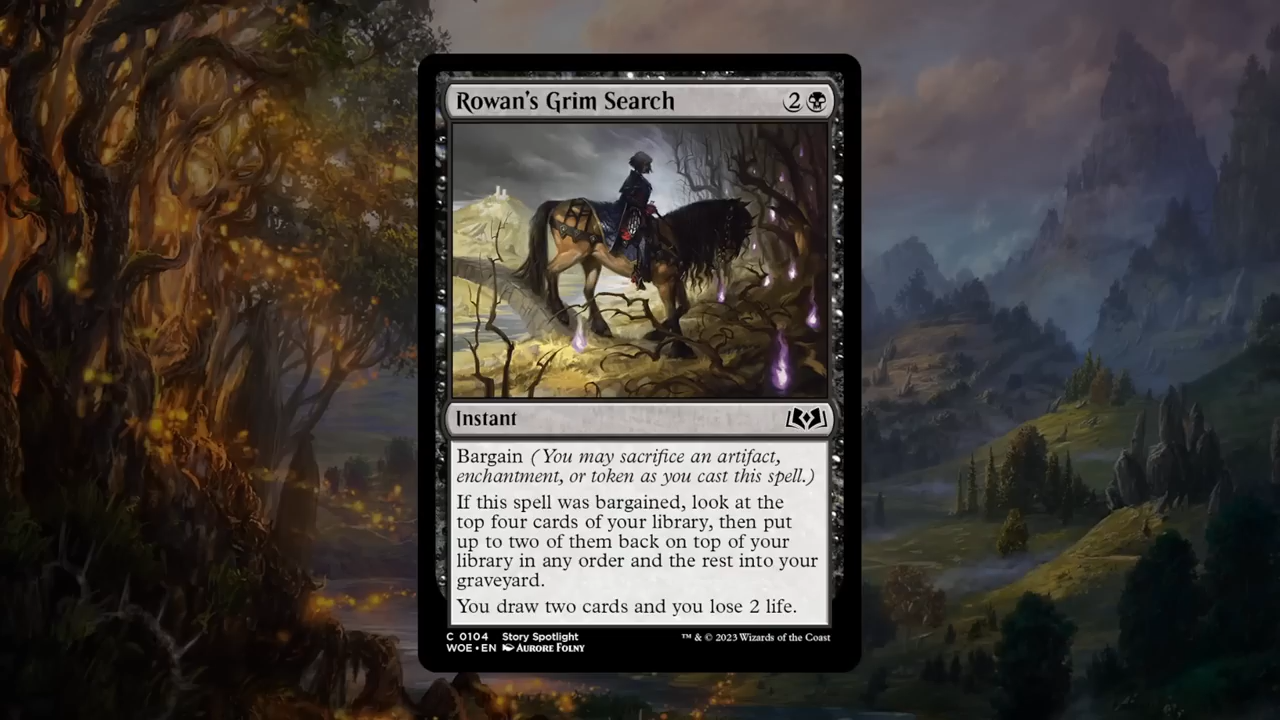 Rowan's Grim Search 2
Instant
Bargain (You may sacrifice an artifact,
enchantment, or token as you cast this spell.)
If this spell was bargained, look at the
top four cards of your library, then put
up to two of them back on top of your
library in any order and the rest into your
graveyard.
You draw two cards and you lose 2 life.
C 0104 Story Spotlight ™ & © 2023 Wizards of the Coast
WOE • EN AURORE FOLNY